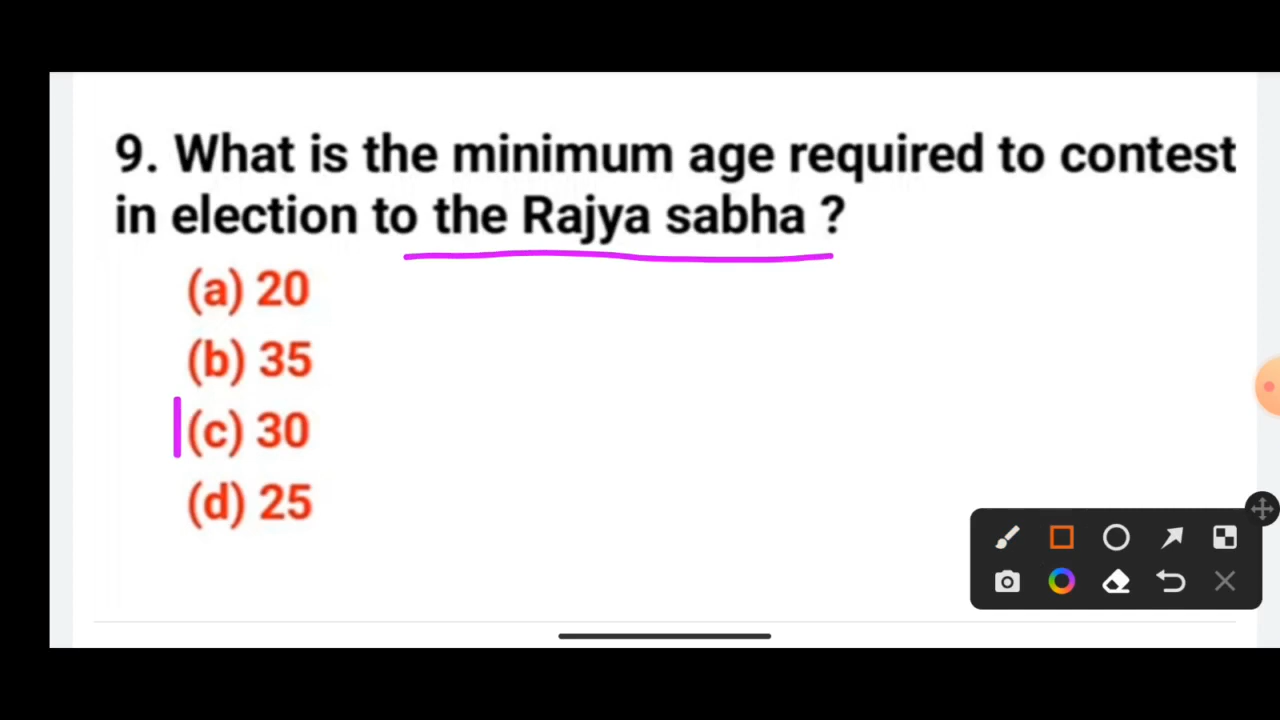 9. What is the minimum age required to contest
in election to the Rajya sabha ?
(a) 20
(b) 35
(c) 30
(d) 25